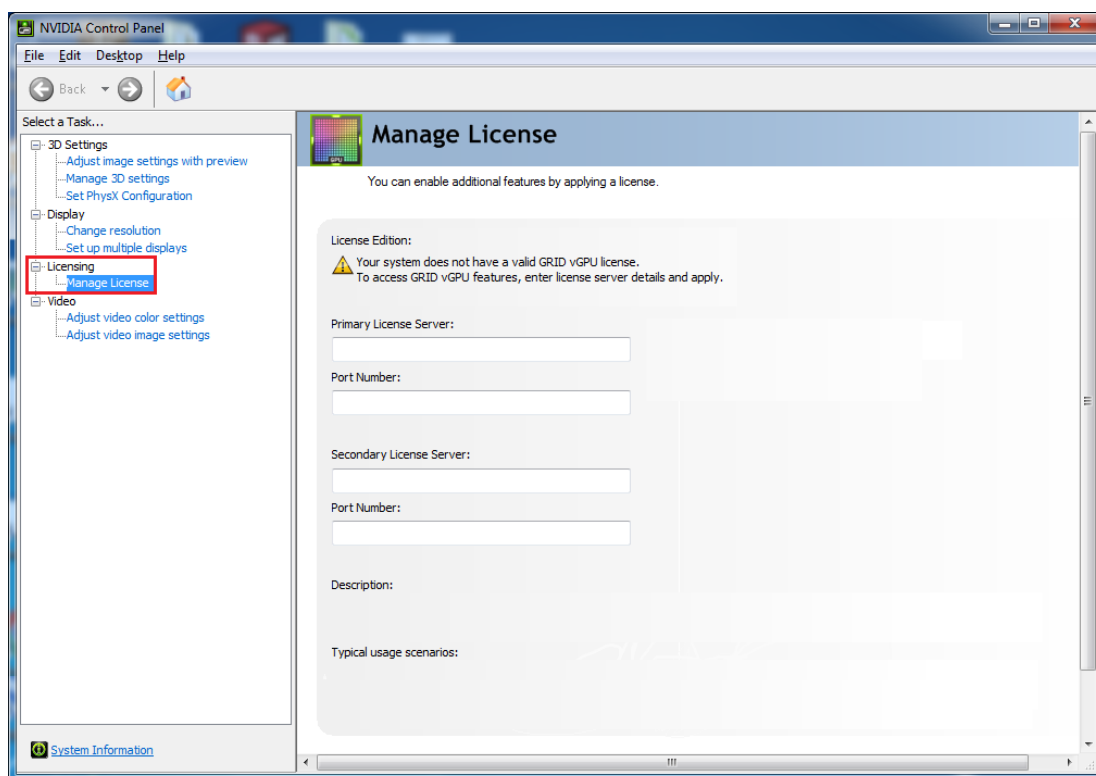 NVIDIA Control Panel
File Edit Desktop Help
Back
Select a Task...
3D Settings
Adjust image settings with preview
Manage 3D settings
Set PhysX Configuration
Display
Change resolution
Set up multiple displays
Licensing
Manage License
Video
Adjust video color settings
Adjust video image settings
System Information
GPU
Manage License
You can enable additional features by applying a license.
License Edition:
Your system does not have a valid GRID vGPU license.
To access GRID vGPU features, enter license server details and apply.
Primary License Server:
Port Number:
Secondary License Server:
Port Number:
Description:
Typical usage scenarios: